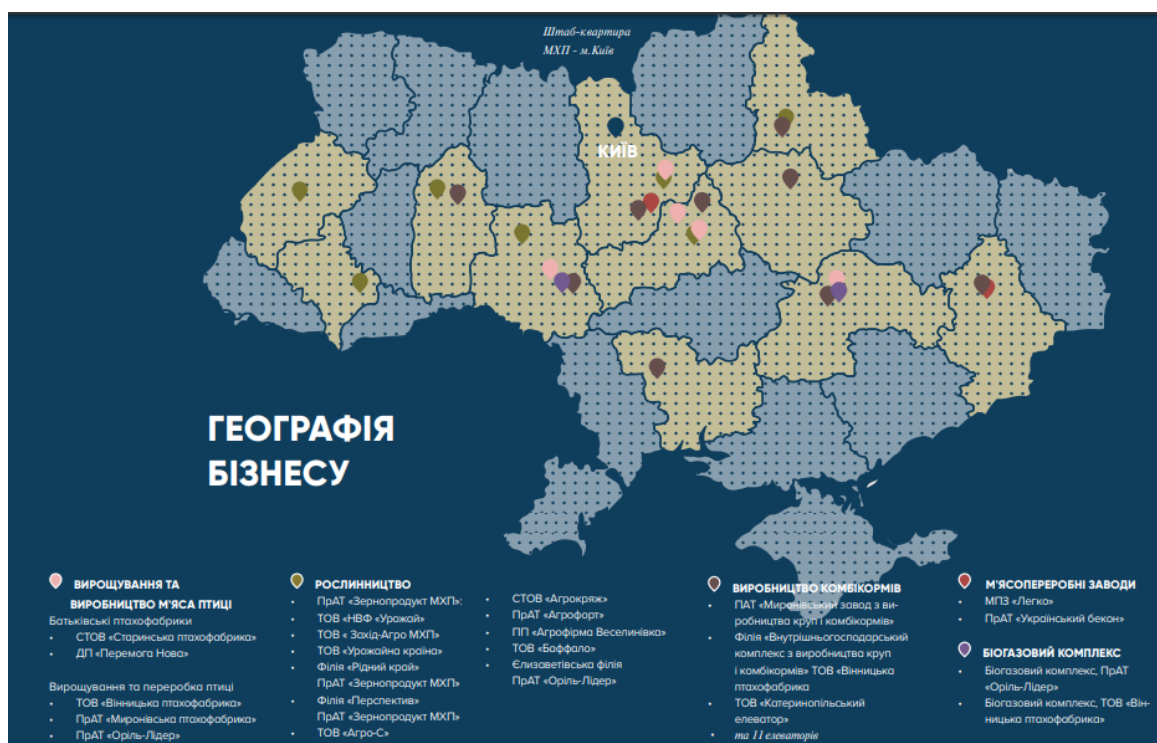 Штаб-квартира
МХП - м.Київ
КИЇВ
ГЕОГРАФІЯ
БІЗНЕСУ
ВИРОЩУВАННЯ ТА
ВИРОБНИЦТВО М'ЯСА ПТИЦІ
Батьківські птахофабрики
• СТОВ «Старинська птахофабрика»
• ДП «Перемога Нова»
Вирощування та переробка птиці
• ТОВ «Вінницька птахофабрика»
• ПрАТ «Миронівська птахофабрика»
• ПрАТ «Оріль-Лідер»
РОСЛИННИЦТВО
• ПрАТ «Зернопродукт МХП»:
• ТОВ «НВФ «Урожай»
• ТОВ « Захід-Агро МХП»
• ТОВ «Урожайна країна»
• Філія «Рідний край»
ПрАТ «Зернопродукт МХП»
• Філія «Перспектив»
ПрАТ «Зернопродукт МХП»
• ТОВ «Агро-С»
• СТОВ «Агрокряж»
• ПрАТ «Агрофорт»
• ПП «Агрофірма Веселинівка»
• ТОВ «Баффало»
• Єлизаветівська філія
ПрАТ «Оріль-Лідер»
ВИРОБНИЦТВО КОМБІКОРМІВ
• ПАТ «Миронівський завод з ви-
робництва круп і комбікормів»
• Філія «Внутрішньогосподарський
комплекс з виробництва круп
і комбікормів» ТОВ «Вінницька
птахофабрика
• ТОВ «Катеринопільський
елеватор»
• та 11 елеваторів
М'ЯСОПЕРЕРОБНІ ЗАВОДИ
• МПЗ «Легко»
• ПрАТ «Український бекон»
БІОГАЗОВИЙ КОМПЛЕКС
• Біогазовий комплекс, ПрАТ
«Оріль-Лідер»
• Біогазовий комплекс, ТОВ «Він-
ницька птахофабрика»